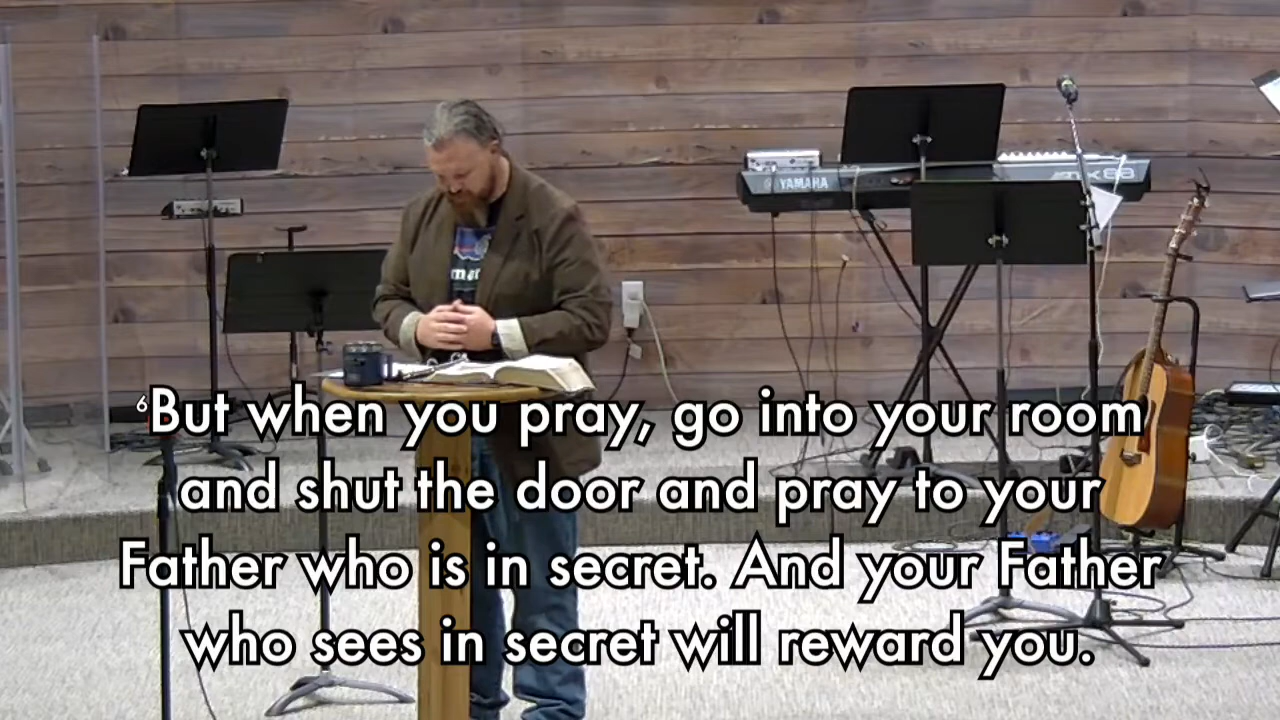 YAMAHA
⁶But when you pray, go into your room
and shut the door and pray to your
Father who is in secret. And your Father
who sees in secret will reward you.